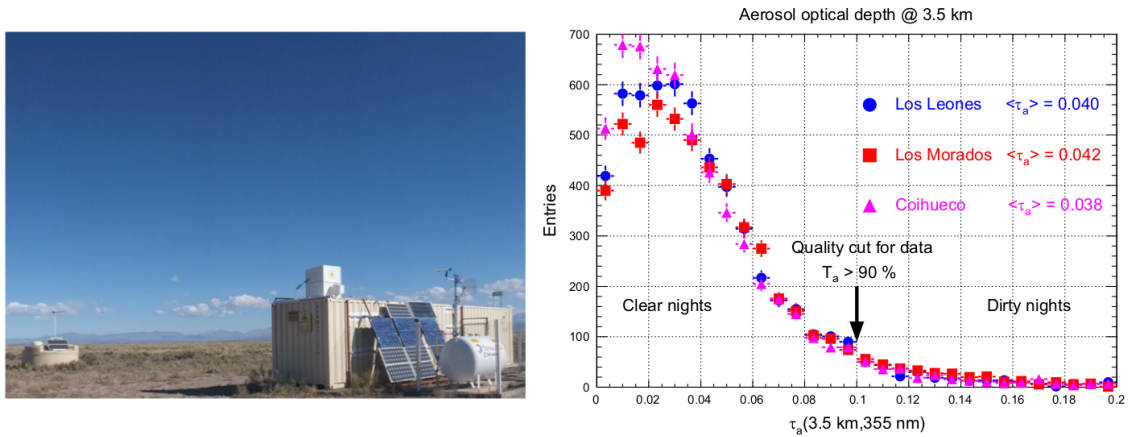 Aerosol optical depth @ 3.5 km
700
600
500
400
300
200
100
0
Entries
Los Leones <τa> = 0.040
Los Morados <τa> = 0.042
Coihueco <τa> = 0.038
Quality cut for data
Ta > 90 %
Clear nights
Dirty nights
0 0.02 0.04 0.06 0.08 0.1 0.12 0.14 0.16 0.18 0.2
τa(3.5 km,355 nm)